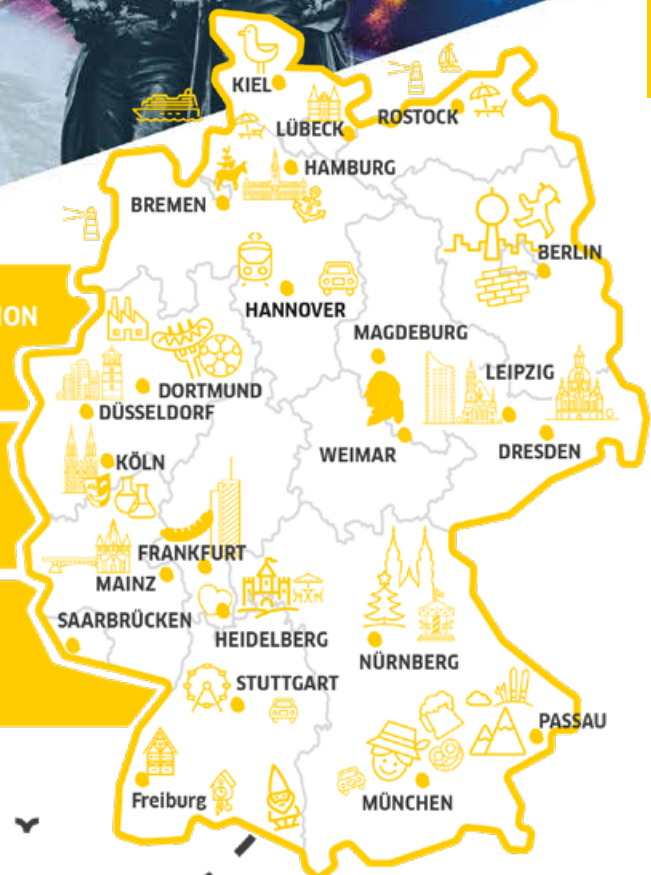 KIEL
LÜBECK
ROSTOCK
HAMBURG
BREMEN
BERLIN
HANNOVER
ION
MAGDEBURG
LEIPZIG
DORTMUND
DÜSSELDORF
WEIMAR
DRESDEN
KÖLN
FRANKFURT
MAINZ
SAARBRÜCKEN
HEIDELBERG
NÜRNBERG
STUTTGART
PASSAU
Freiburg
MÜNCHEN